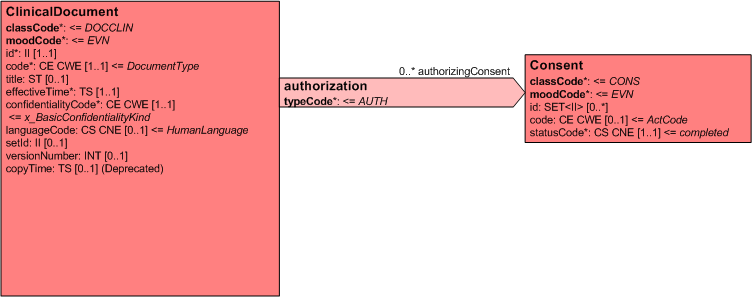 ClinicalDocument
classCode*: <= DOCCLIN
moodCode*: <= EVN
id*: II [1..1]
code*: CE CWE [1..1] <= DocumentType
title: ST [0..1]
effectiveTime*: TS [1..1]
confidentialityCode*: CE CWE [1..1]
<= x_BasicConfidentialityKind
languageCode: CS CNE [0..1] <= HumanLanguage
setId: II [0..1]
versionNumber: INT [0..1]
copyTime: TS [0..1] (Deprecated)
0..* authorizingConsent
authorization
typeCode*: <= AUTH
Consent
classCode*: <= CONS
moodCode*: <= EVN
id: SET<II> [0..*]
code: CE CWE [0..1] <= ActCode
statusCode*: CS CNE [1..1] <= completed